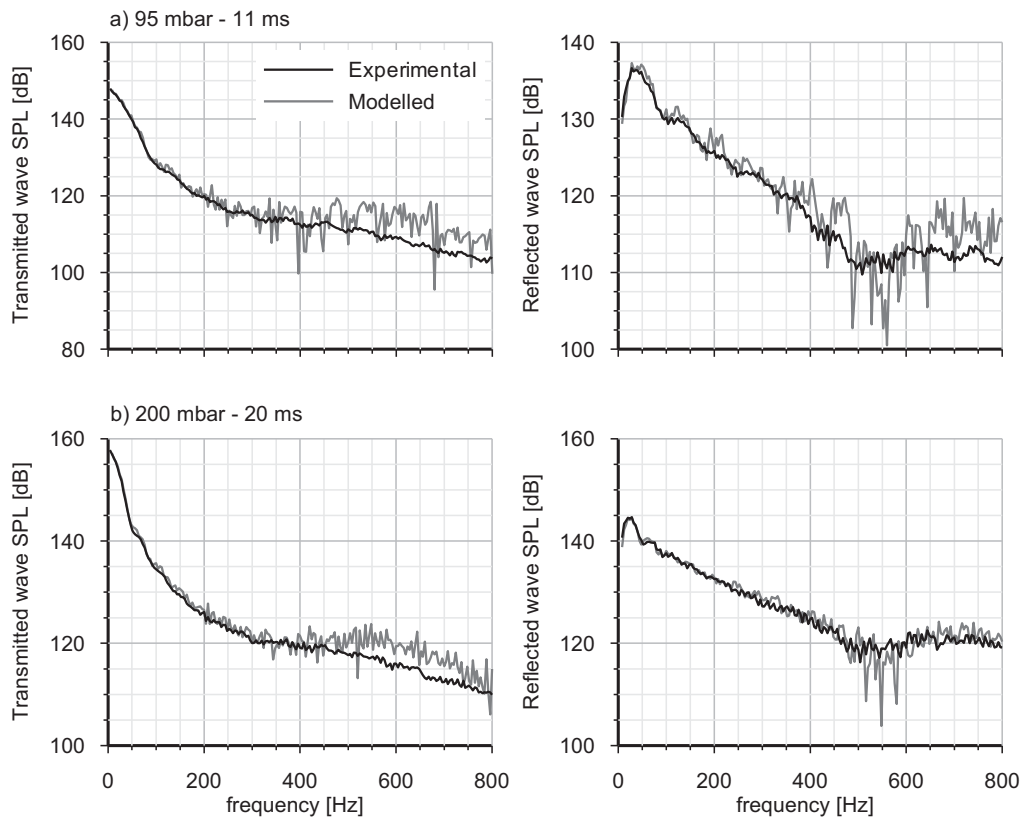 a) 95 mbar - 11 ms
160
140
120
100
80
Transmitted wave SPL [dB]
Experimental
Modelled
140
130
120
110
100
Reflected wave SPL [dB]
b) 200 mbar - 20 ms
160
140
120
100
Transmitted wave SPL [dB]
0 200 400 600 800
frequency [Hz]
160
140
120
100
Reflected wave SPL [dB]
0 200 400 600 800
frequency [Hz]